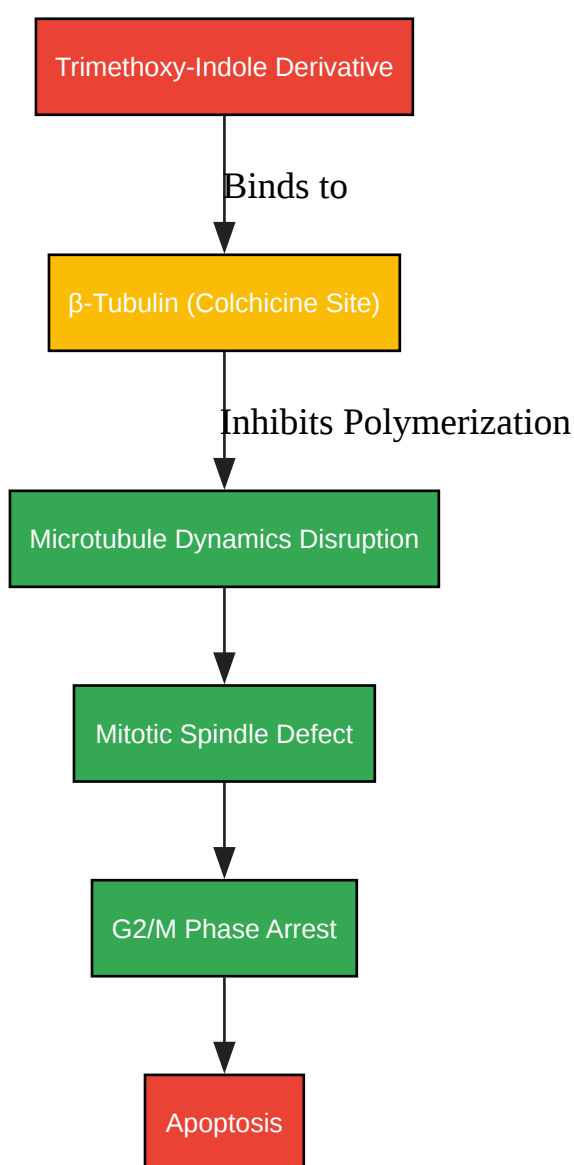 Trimethoxy-Indole Derivative
Binds to
β-Tubulin (Colchicine Site)
Inhibits Polymerization
Microtubule Dynamics Disruption
Mitotic Spindle Defect
G2/M Phase Arrest
Apoptosis